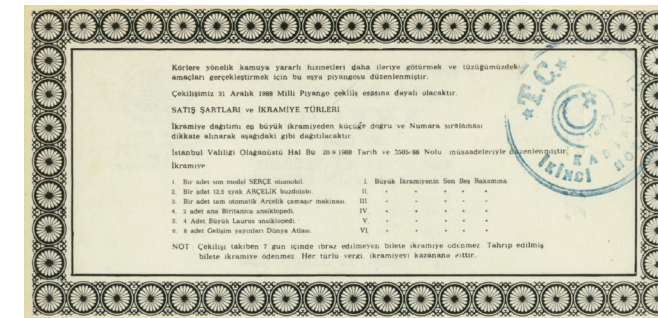 Körlere yönelik kamuya yararlı hizmetleri daha ileriye götürmek ve tüzüğümüzdeki
amaçları gerçekleştirmek için bu eşya piyangosu düzenlenmiştir.
Çekilişimiz 31 Aralık 1988 Milli Piyango çekiliş esasına dayalı olacaktır.
SATIŞ ŞARTLARI ve İKRAMİYE TÜRLERİ
İkramiye dağıtımı en büyük ikramiyeden küçüğe doğru ve Numara sıralaması
dikkate alınarak aşağıdaki gibi dağıtılacaktır
İstanbul Valiliği Olağanüstü Hal Bu 20.9.1988 Tarih ve 5505-88 Nolu müsaadeleriyle düzenlenmiştir.
İkramiye
1. Bir adet son model SERÇE otomobil. I. Büyük İkramiyenin Son Beş Rakamına
2. Bir adet 12.5 ayak ARÇELİK buzdolabı. II. " " " "
3. Bir adet tam otomatik Arçelik çamaşır makinası. III. " " " "
4. 2 adet ana Biritanica ansiklopedi. IV. " " " "
5. 4 Adet Büyük Laurus ansiklopedi. V. " " " "
6. 8 adet Gelişim yayınları Dünya Atlası. VI. " " " "
NOT : Çekilişi takiben 7 gün içinde ibraz edilmeyen bilete ikramiye ödenmez. Tahrip edilmiş
bilete ikramiye ödenmez. Her türlü vergi, ikramiyeyi kazanana aittir.
T.C.
KADI
İKİNCİ NO